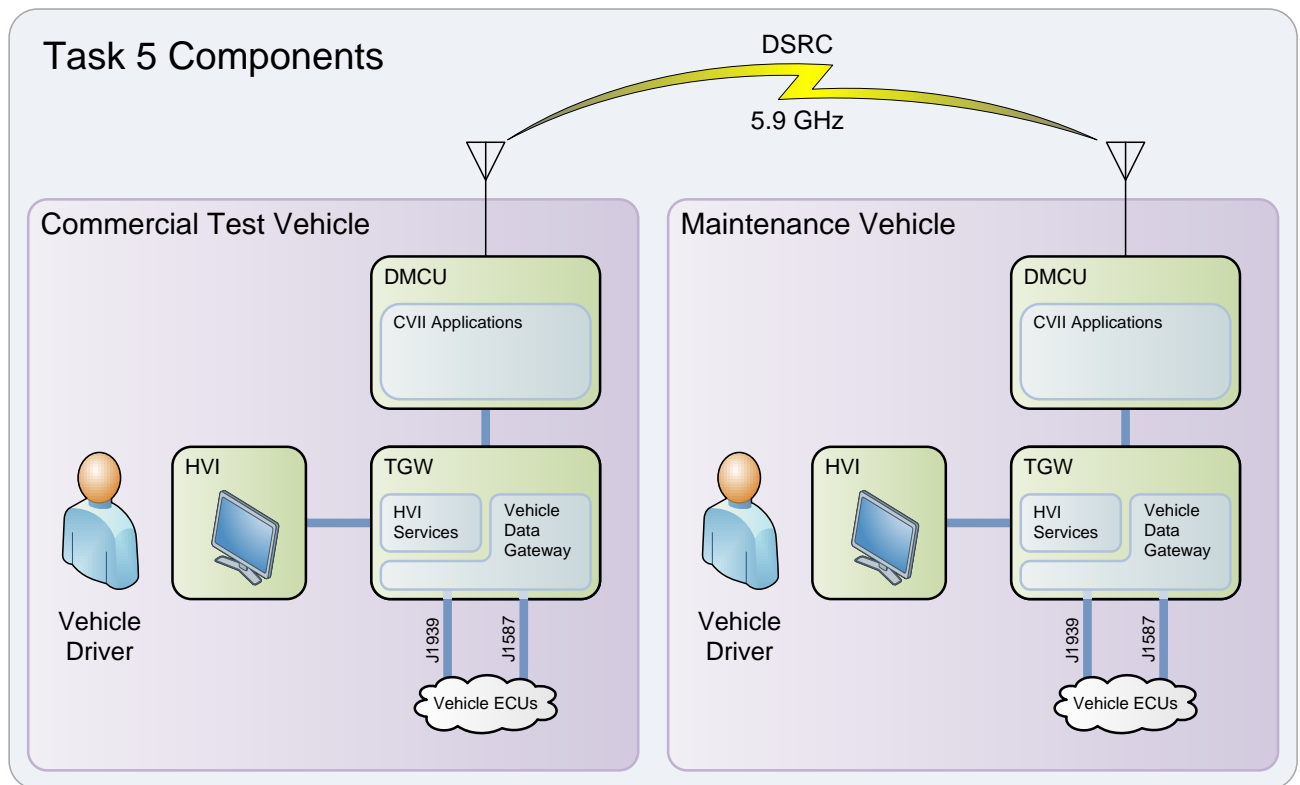 Task 5 Components
DSRC
5.9 GHz
Commercial Test Vehicle
DMCU
CVII Applications
HVI
TGW
HVI
Services
Vehicle
Data
Gateway
Vehicle
Driver
J1939
J1587
Vehicle ECUs
Maintenance Vehicle
DMCU
CVII Applications
HVI
TGW
HVI
Services
Vehicle
Data
Gateway
Vehicle
Driver
J1939
J1587
Vehicle ECUs